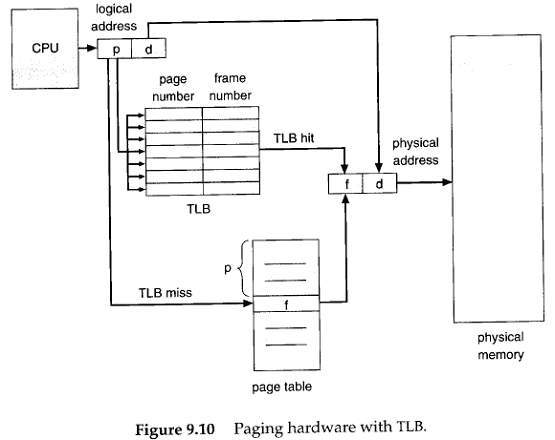 logical
address
CPU
p d
page
number
frame
number
TLB hit
physical
address
f d
TLB
p
TLB miss
f
page table
physical
memory
Figure 9.10 Paging hardware with TLB.